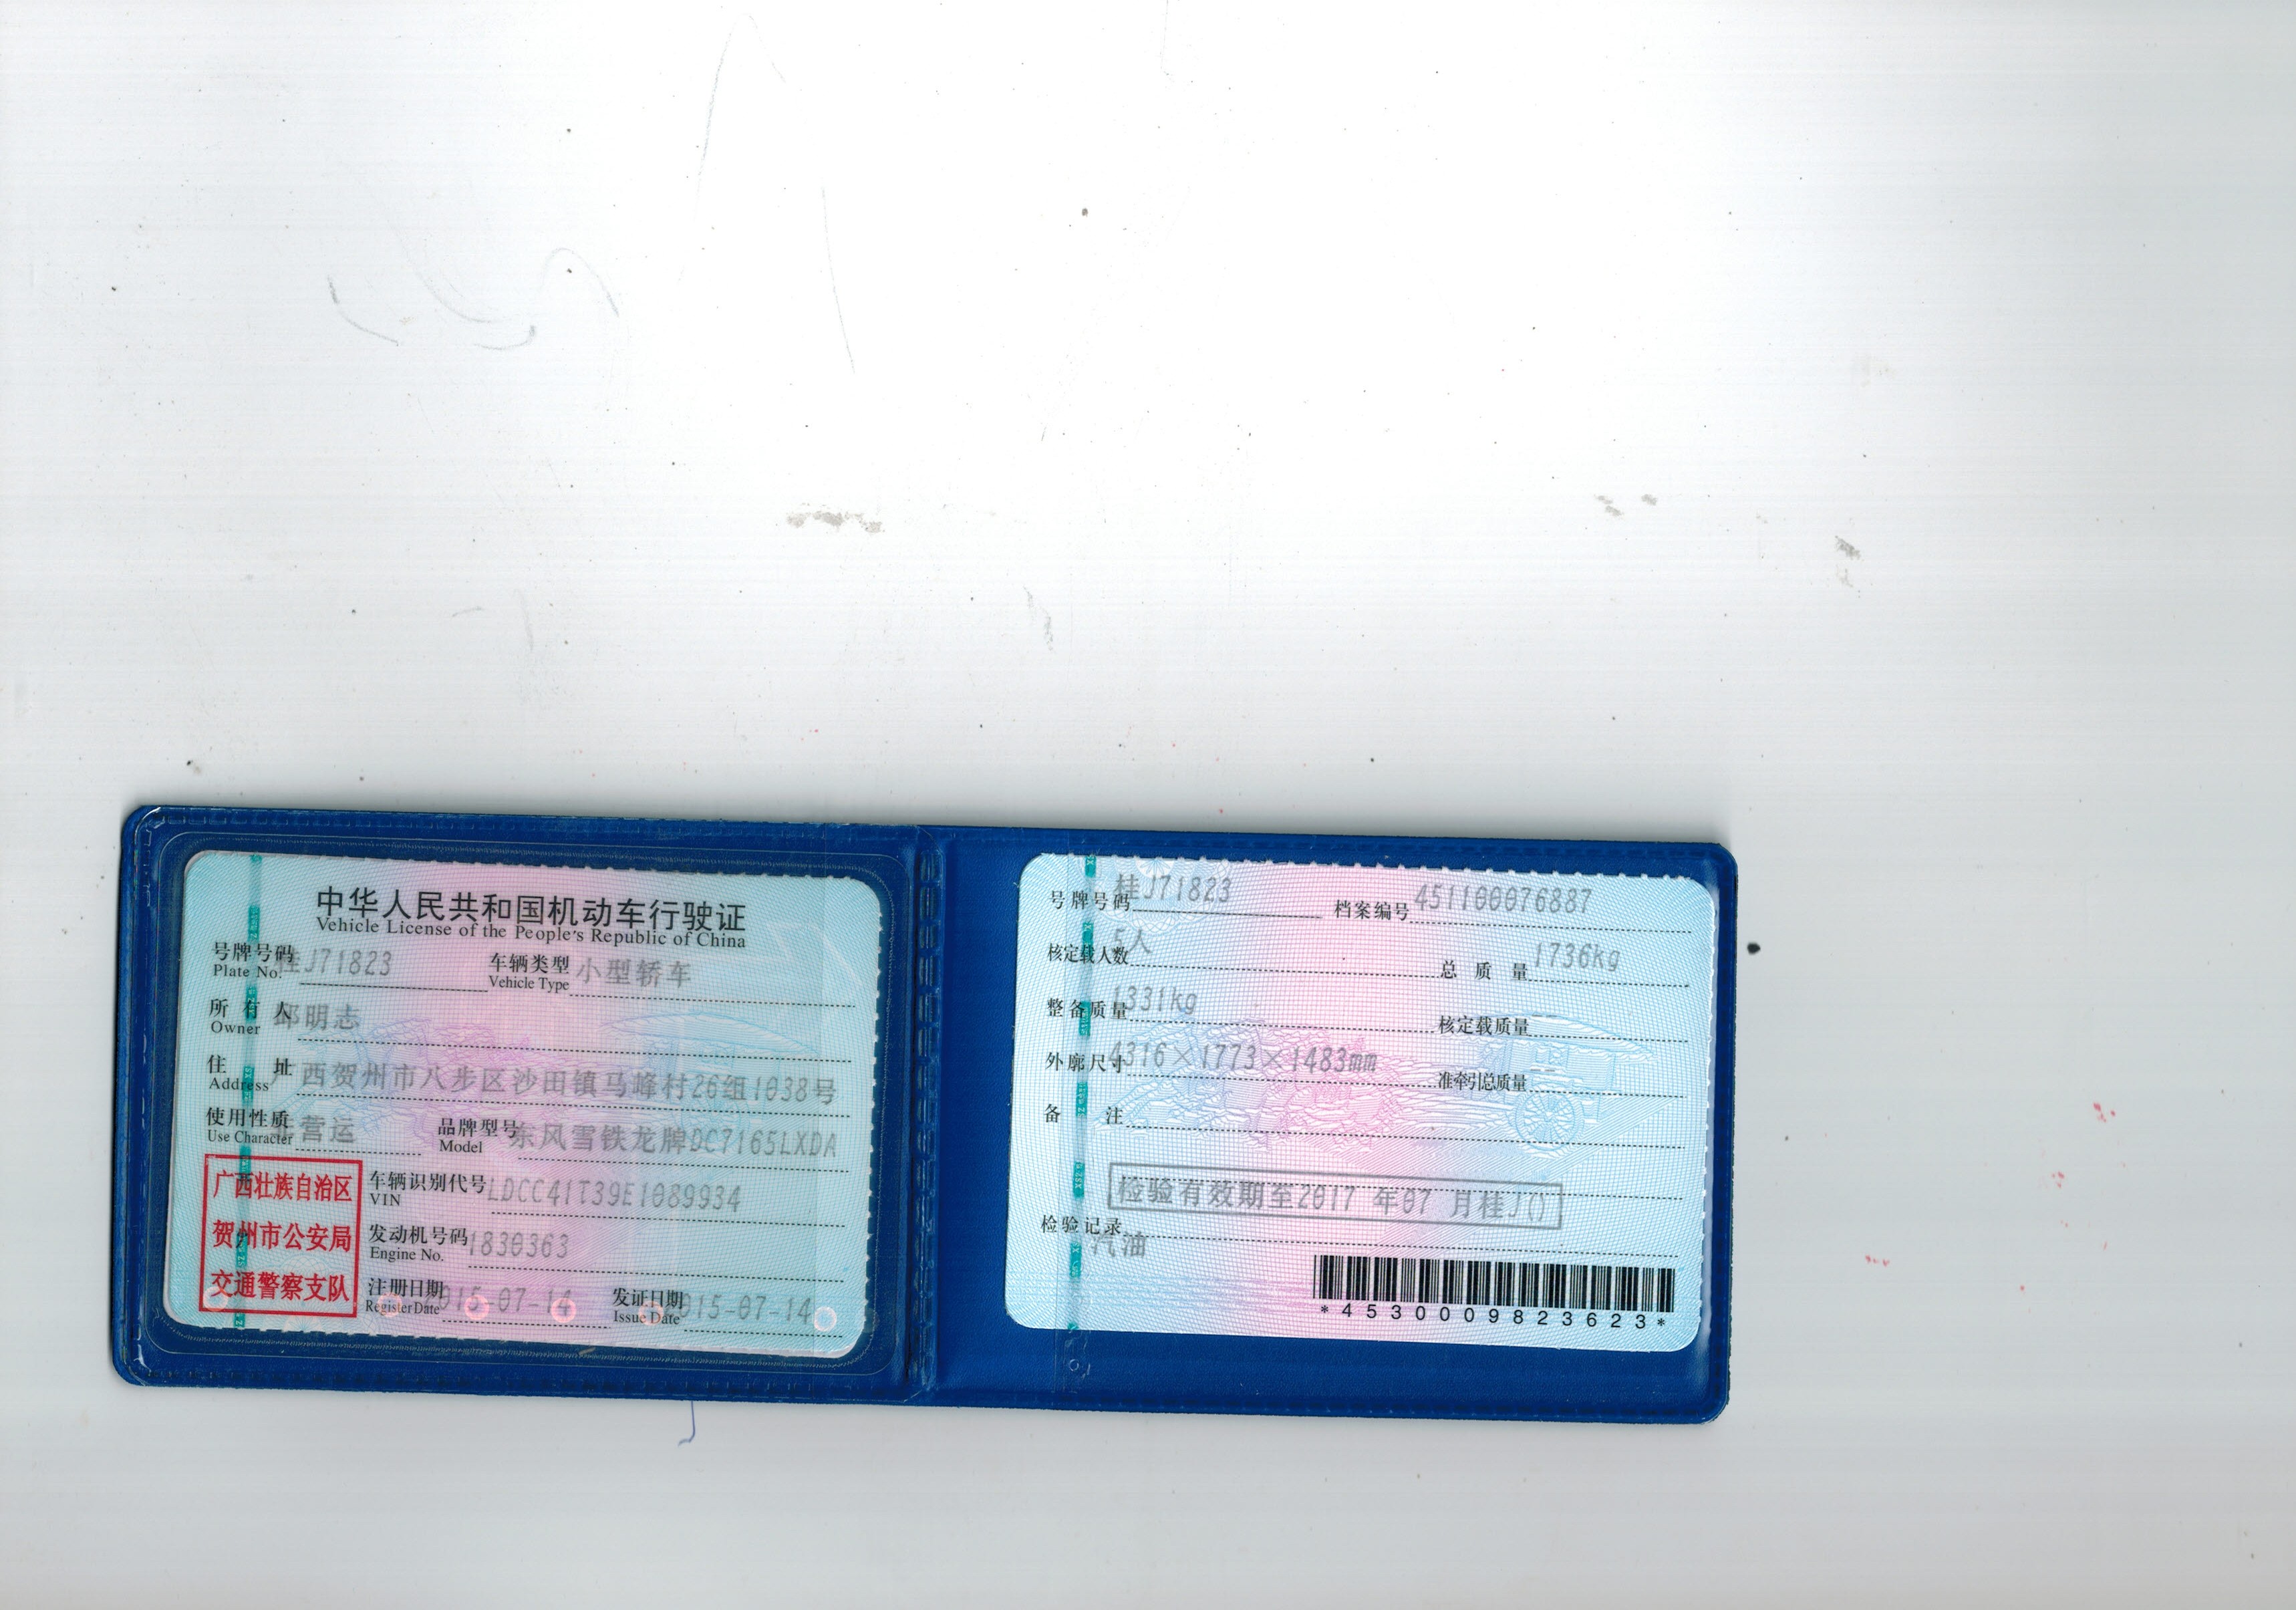 中华人民共和国机动车行驶证
Vehicle License of the People's Republic of China
号牌号码 桂J71823 车辆类型 小型轿车
Plate No. Vehicle Type
所有人 邱明志
Owner
住址 西贺州市八步区沙田镇马峰村26组1038号
Address
使用性质 营运 品牌型号 东风雪铁龙牌DC7165LXDA
Use Character Model
广西壮族自治区
贺州市公安局
交通警察支队
车辆识别代号 LDCC41T39E1089934
VIN
发动机号码 1830363
Engine No.
注册日期 015-07-14 发证日期 015-07-14
Register Date Issue Date
号牌号码 桂J71823 档案编号 451100076887
核定载人数 5人 总质量 1736kg
整备质量 1331kg 核定载质量 --
外廓尺寸 4316×1773×1483mm 准牵引总质量 --
备注
检验有效期至2017 年07 月桂J()
检验记录
汽油
*4530009823623*